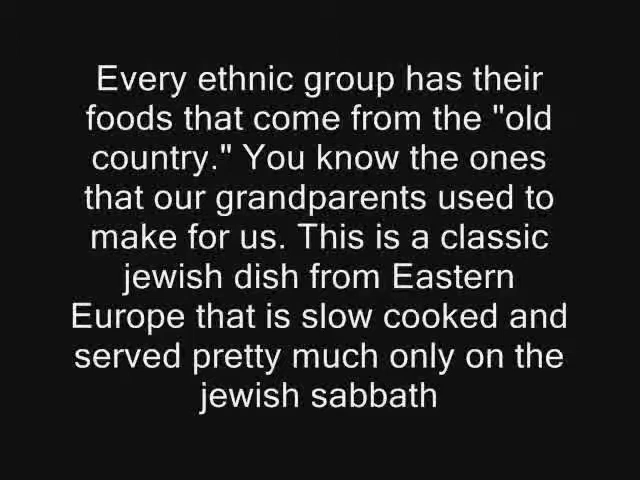 Every ethnic group has their
foods that come from the "old
country." You know the ones
that our grandparents used to
make for us. This is a classic
jewish dish from Eastern
Europe that is slow cooked and
served pretty much only on the
jewish sabbath